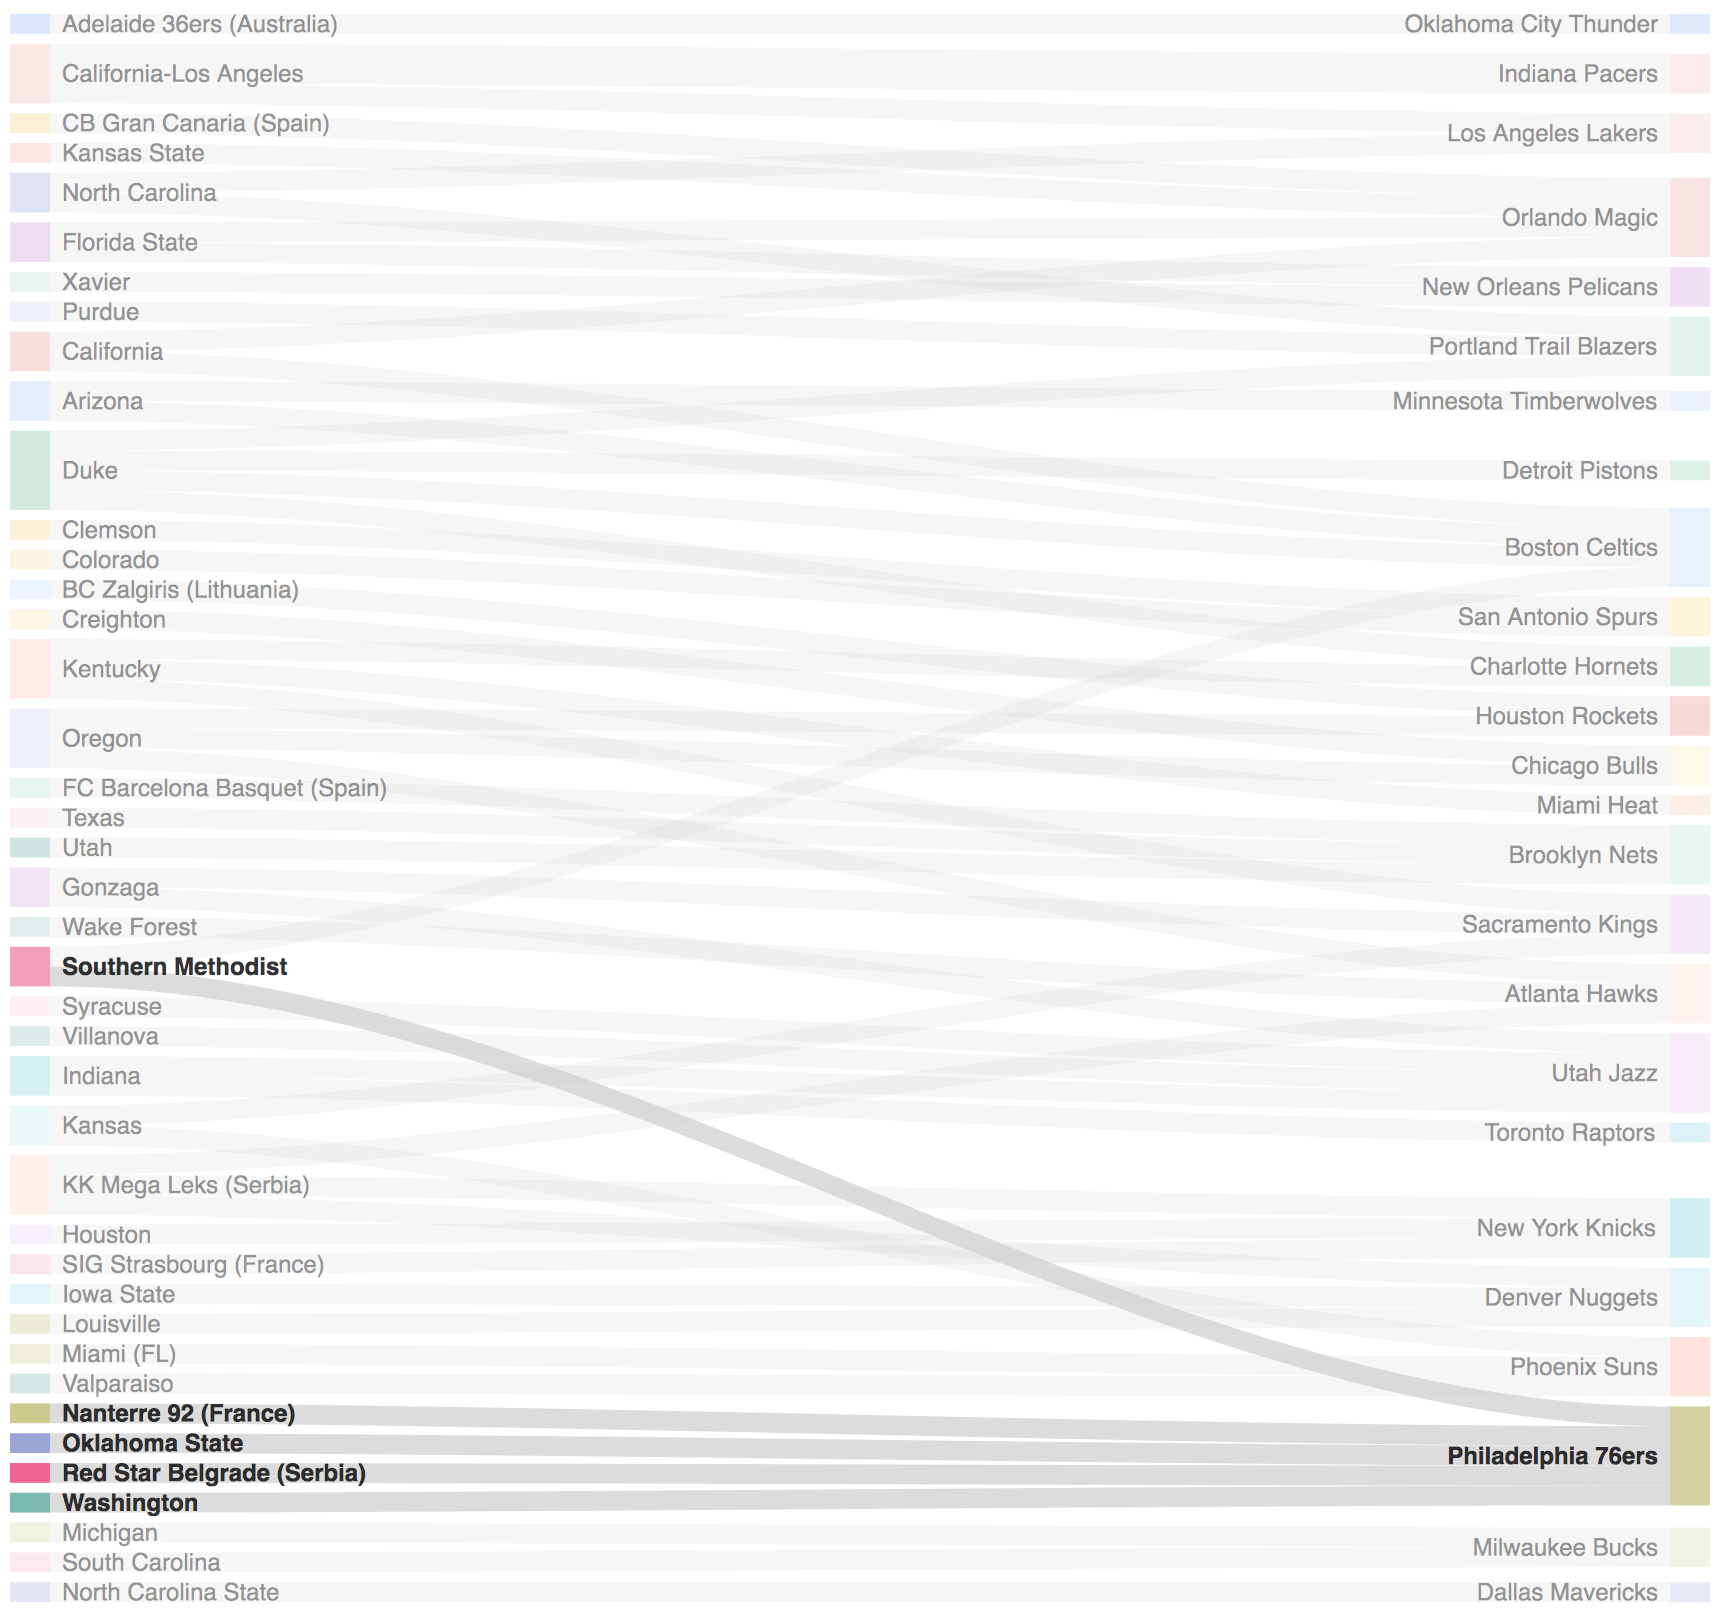 Adelaide 36ers (Australia)
California-Los Angeles
CB Gran Canaria (Spain)
Kansas State
North Carolina
Florida State
Xavier
Purdue
California
Arizona
Duke
Clemson
Colorado
BC Zalgiris (Lithuania)
Creighton
Kentucky
Oregon
FC Barcelona Basquet (Spain)
Texas
Utah
Gonzaga
Wake Forest
Southern Methodist
Syracuse
Villanova
Indiana
Kansas
KK Mega Leks (Serbia)
Houston
SIG Strasbourg (France)
Iowa State
Louisville
Miami (FL)
Valparaiso
Nanterre 92 (France)
Oklahoma State
Red Star Belgrade (Serbia)
Washington
Michigan
South Carolina
North Carolina State
Oklahoma City Thunder
Indiana Pacers
Los Angeles Lakers
Orlando Magic
New Orleans Pelicans
Portland Trail Blazers
Minnesota Timberwolves
Detroit Pistons
Boston Celtics
San Antonio Spurs
Charlotte Hornets
Houston Rockets
Chicago Bulls
Miami Heat
Brooklyn Nets
Sacramento Kings
Atlanta Hawks
Utah Jazz
Toronto Raptors
New York Knicks
Denver Nuggets
Phoenix Suns
Philadelphia 76ers
Milwaukee Bucks
Dallas Mavericks